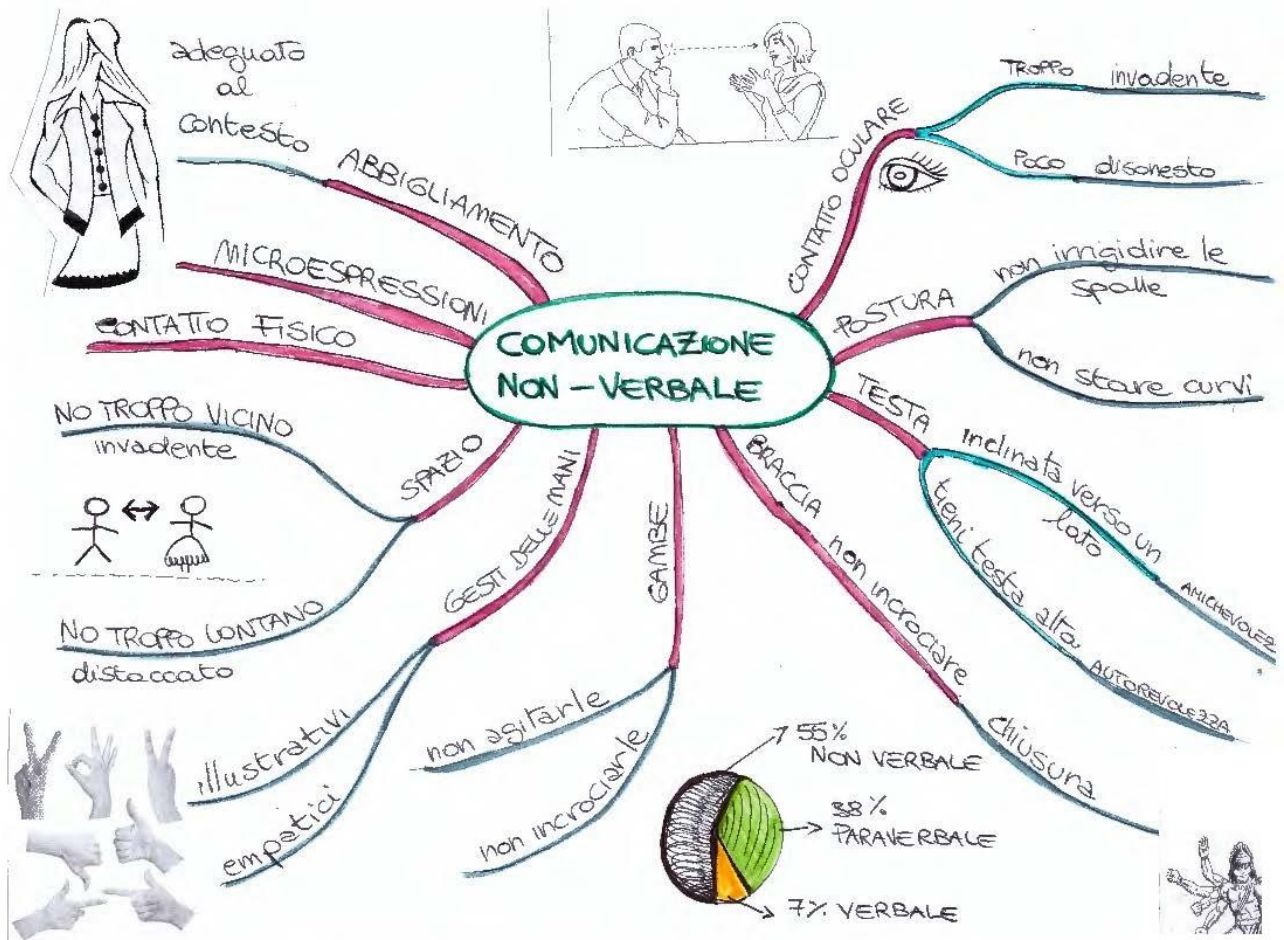 COMUNICAZIONE
NON-VERBALE
CONTATTO OCULARE
TROPPO invadente
POCO disonesto
POSTURA
non irrigidire le
spalle
non stare curvi
TESTA
inclinata verso un
lato
AMICHEVOLEZ
tieni testa alta
AUTOREVOLEZZA
BRACCIA non incrociare
chiusura
GAMBE
non agitarle
non incrociarle
GESTI DELLE MANI
illustrativi
empatici
SPAZIO
NO TROPPO VICINO
invadente
NO TROPPO LONTANO
distaccato
CONTATTO FISICO
MICROESPRESSIONI
ABBIGLIAMENTO
adeguato
al
contesto
55%
NON VERBALE
38%
PARAVERBALE
7% VERBALE